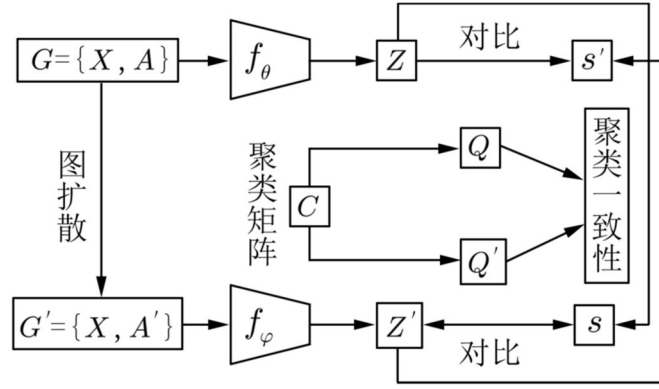 G={X, A}
f_θ
Z
对比
s′
图扩散
聚类矩阵
C
Q
Q′
聚类一致性
G′={X, A′}
f_φ
Z′
对比
s